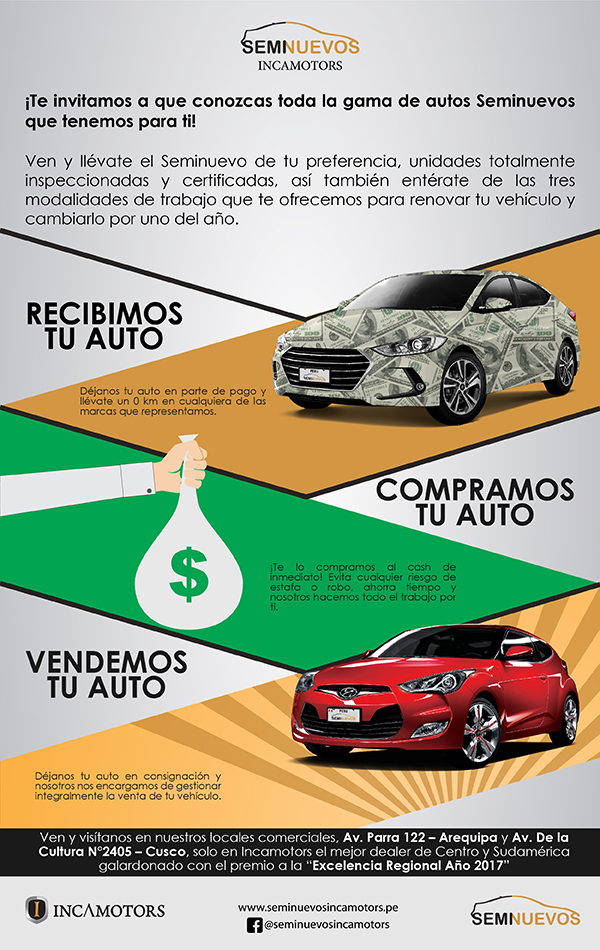 SEMINUEVOS
INCAMOTORS
¡Te invitamos a que conozcas toda la gama de autos Seminuevos
que tenemos para ti!
Ven y llévate el Seminuevo de tu preferencia, unidades totalmente
inspeccionadas y certificadas, así también entérate de las tres
modalidades de trabajo que te ofrecemos para renovar tu vehículo y
cambiarlo por uno del año.
RECIBIMOS
TU AUTO
Déjanos tu auto en parte de pago y
llévate un 0 km en cualquiera de las
marcas que representamos.
COMPRAMOS
TU AUTO
$
¡Te lo compramos al cash de
inmediato! Evita cualquier riesgo de
estafa o robo, ahorra tiempo y
nosotros hacemos todo el trabajo por
ti.
VENDEMOS
TU AUTO
PERU
SEMINUEVOS
Déjanos tu auto en consignación y
nosotros nos encargamos de gestionar
integralmente la venta de tu vehículo.
Ven y visítanos en nuestros locales comerciales, Av. Parra 122 – Arequipa y Av. De la
Cultura N°2405 – Cusco, solo en Incamotors el mejor dealer de Centro y Sudamérica
galardonado con el premio a la “Excelencia Regional Año 2017”
I INCAMOTORS
www.seminuevosincamotors.pe
@seminuevosincamotors
SEMINUEVOS